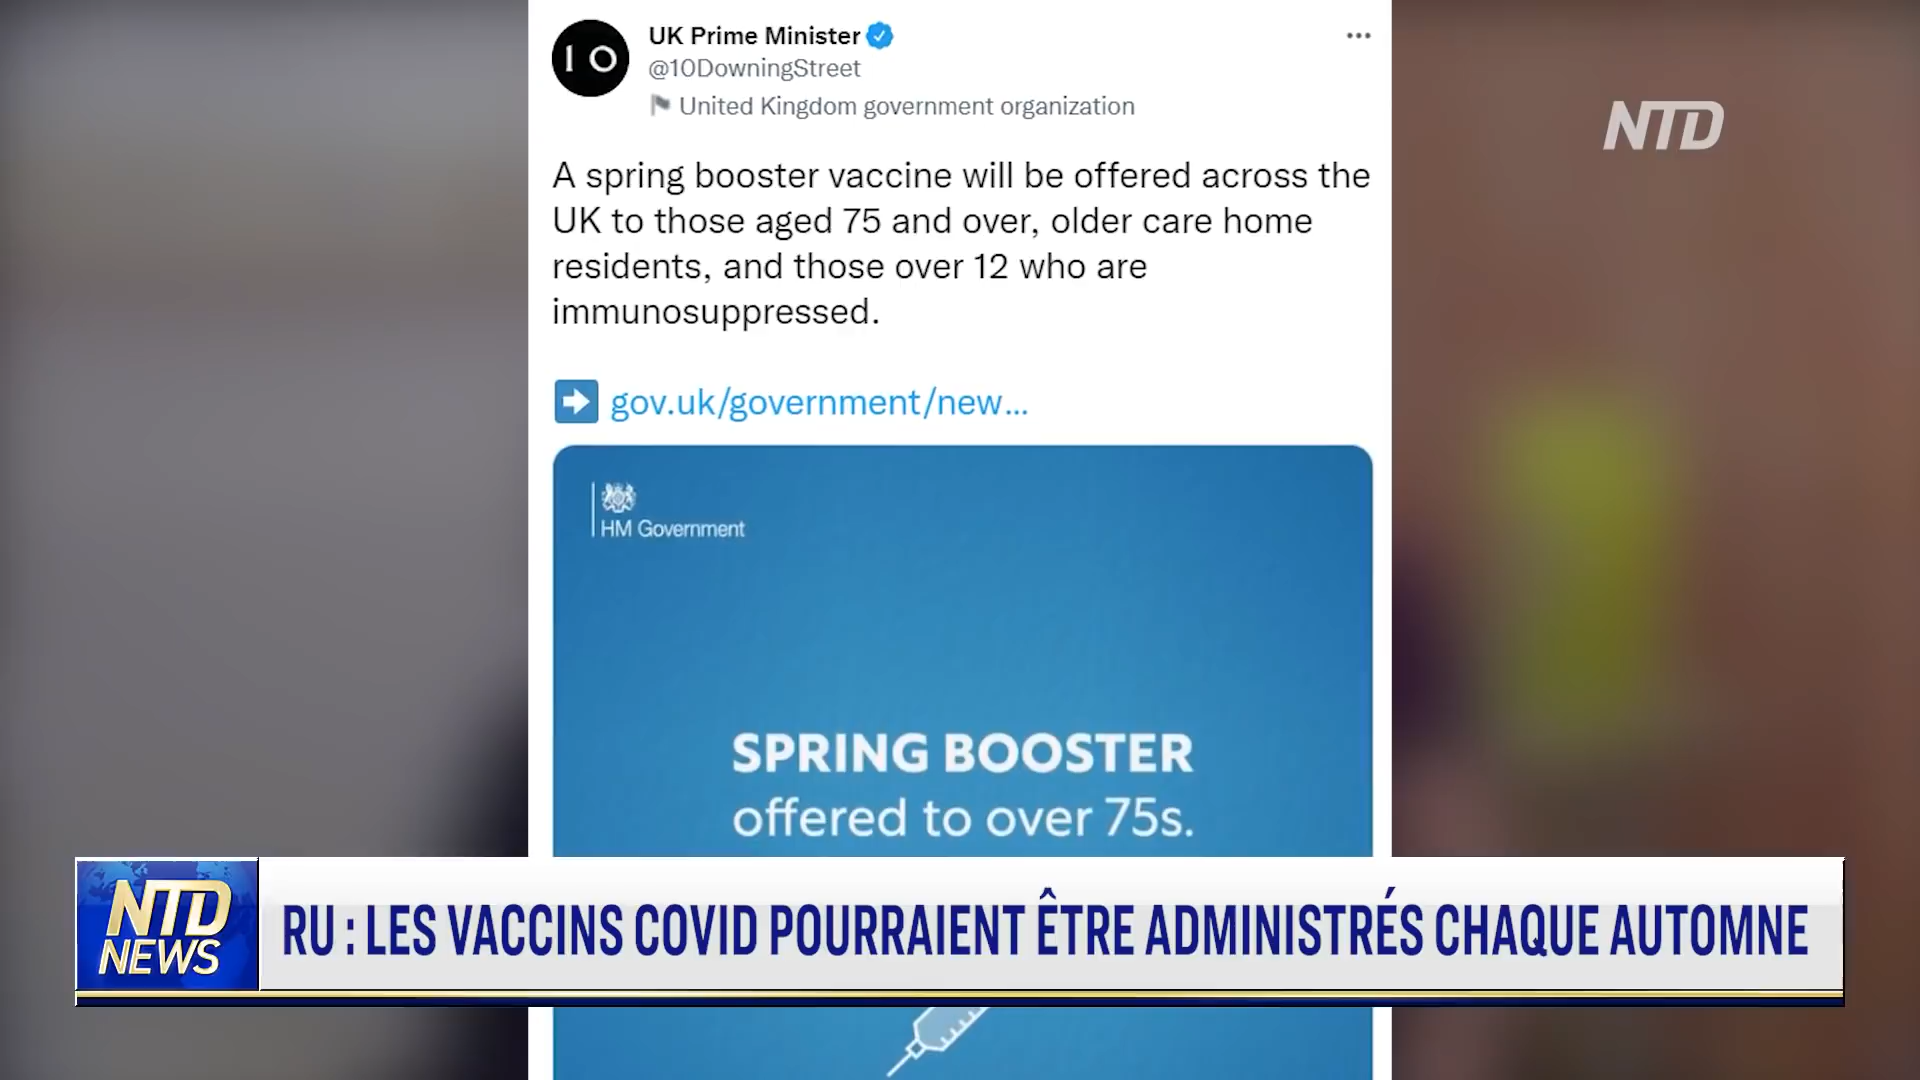 10
UK Prime Minister
@10DowningStreet
United Kingdom government organization
NTD
A spring booster vaccine will be offered across the
UK to those aged 75 and over, older care home
residents, and those over 12 who are
immunosuppressed.
gov.uk/government/new...
HM Government
SPRING BOOSTER
offered to over 75s.
NTD
NEWS
RU : LES VACCINS COVID POURRAIENT ÊTRE ADMINISTRÉS CHAQUE AUTOMNE